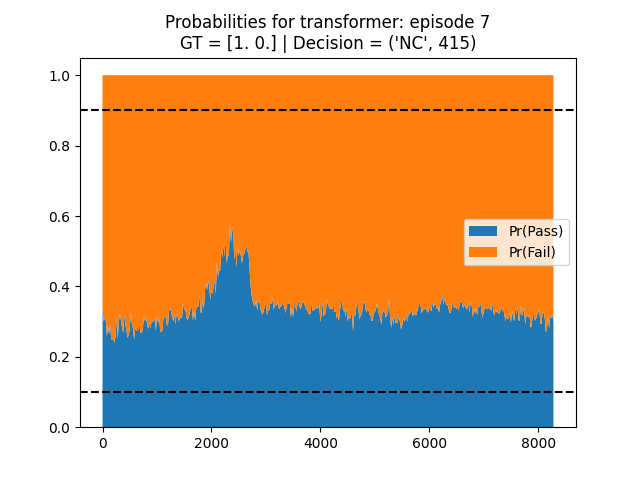 Probabilities for transformer: episode 7
GT = [1. 0.] | Decision = ('NC', 415)
1.0
0.8
0.6
0.4
0.2
0.0
Pr(Pass)
Pr(Fail)
0 2000 4000 6000 8000